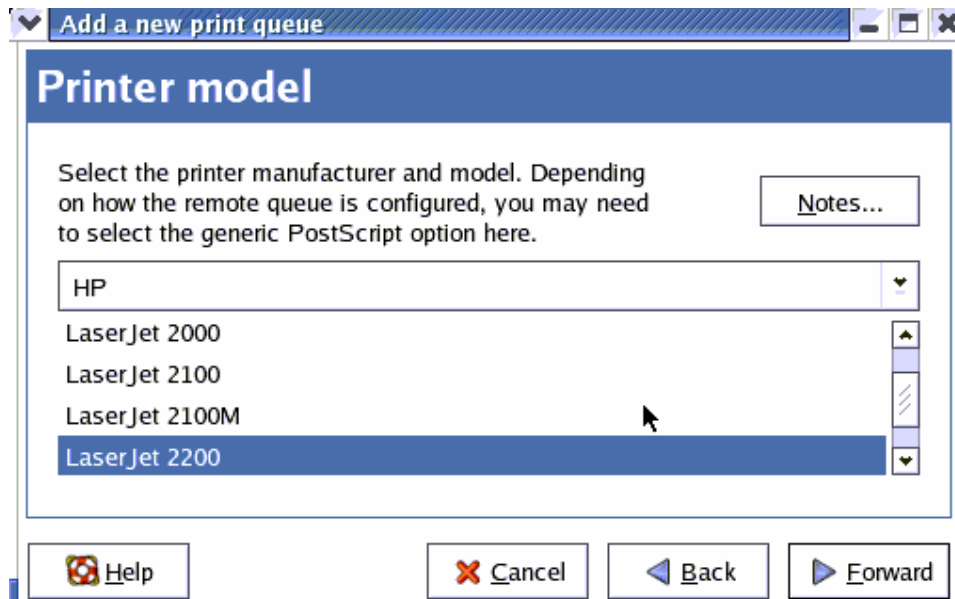 Add a new print queue
Printer model
Select the printer manufacturer and model. Depending
on how the remote queue is configured, you may need
to select the generic PostScript option here.
Notes...
HP
LaserJet 2000
LaserJet 2100
LaserJet 2100M
LaserJet 2200
Help
Cancel
Back
Forward